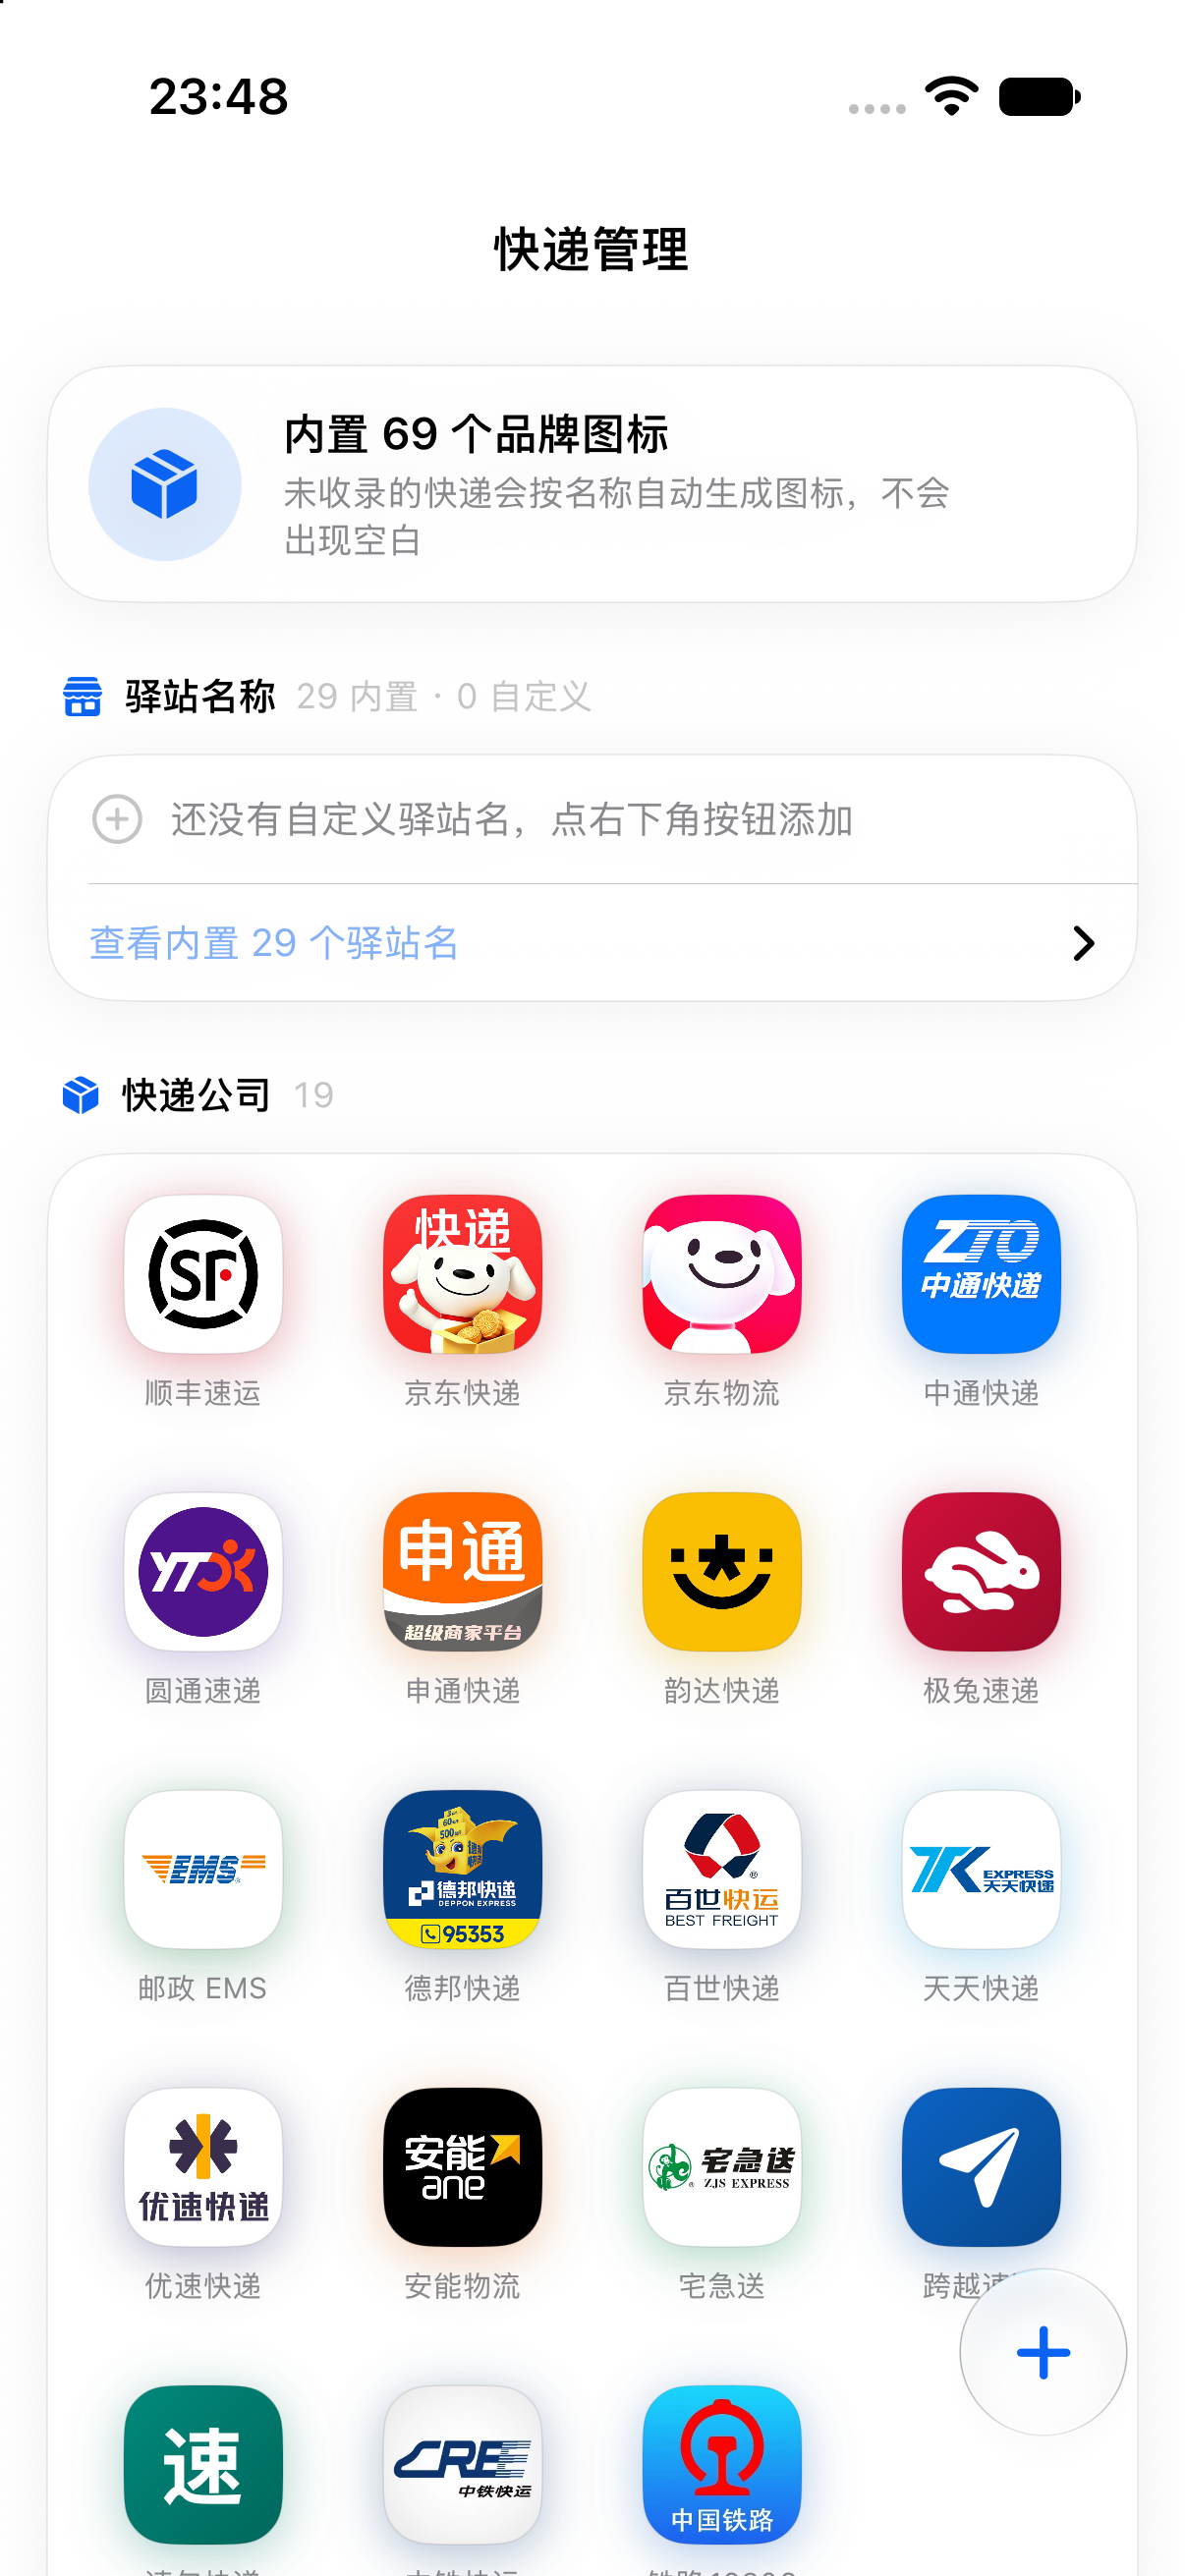 23:48
快递管理
内置 69 个品牌图标
未收录的快递会按名称自动生成图标，不会
出现空白
驿站名称 29 内置 · 0 自定义
还没有自定义驿站名，点右下角按钮添加
查看内置 29 个驿站名
快递公司 19
SF
快递
ZTO
中通快递
顺丰速运 京东快递 京东物流 中通快递
YTO
申通
超级商家平台
圆通速递 申通快递 韵达快递 极兔速递
EMS
500
德邦快递
DEPPON EXPRESS
95353
百世快运
BEST FREIGHT
TTK EXPRESS
天天快递
邮政 EMS 德邦快递 百世快递 天天快递
优速快递
安能
ane
宅急送
ZJS EXPRESS
优速快递 安能物流 宅急送 跨越速
速
CRE
中铁快运
中国铁路